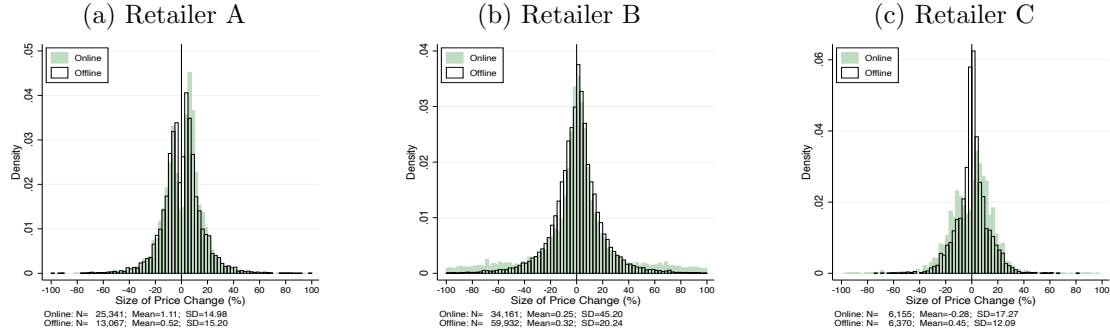 (a) Retailer A
Online
Offline
Density
0 .01 .02 .03 .04 .05
-100 -80 -60 -40 -20 0 20 40 60 80 100
Size of Price Change (%)
Online: N= 25,341; Mean=1.11; SD=14.98
Offline: N= 13,067; Mean=0.52; SD=15.20
(b) Retailer B
Online
Offline
Density
0 .01 .02 .03 .04
-100 -80 -60 -40 -20 0 20 40 60 80 100
Size of Price Change (%)
Online: N= 34,161; Mean=0.25; SD=45.20
Offline: N= 59,932; Mean=0.32; SD=20.24
(c) Retailer C
Online
Offline
Density
0 .02 .04 .06
-100 -80 -60 -40 -20 0 20 40 60 80 100
Size of Price Change (%)
Online: N= 6,155; Mean=-0.28; SD=17.27
Offline: N= 6,370; Mean=0.45; SD=12.09